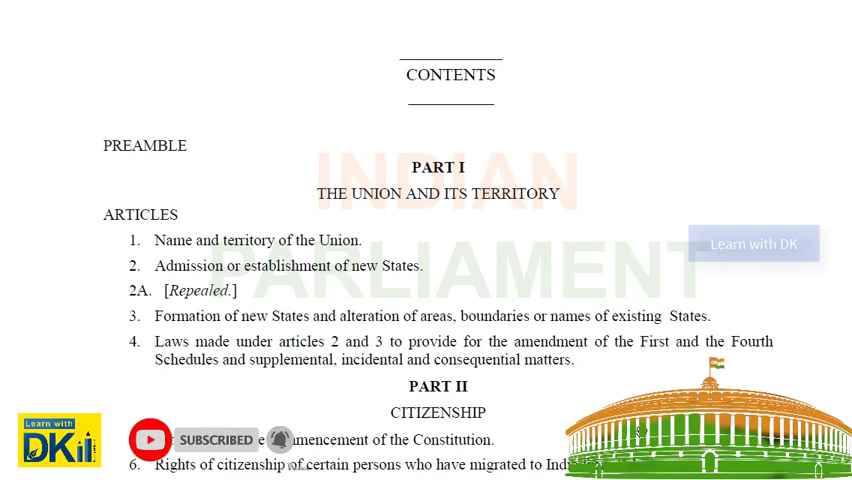 CONTENTS
PREAMBLE
INDIAN
PART I
THE UNION AND ITS TERRITORY
ARTICLES
1. Name and territory of the Union.
Learn with DK
PARLIAMENT
2. Admission or establishment of new States.
2A. [Repealed.]
3. Formation of new States and alteration of areas, boundaries or names of existing States.
4. Laws made under articles 2 and 3 to provide for the amendment of the First and the Fourth
Schedules and supplemental, incidental and consequential matters.
PART II
CITIZENSHIP
Learn with
DK
SUBSCRIBED
mmencement of the Constitution.
6. Rights of citizenship of certain persons who have migrated to